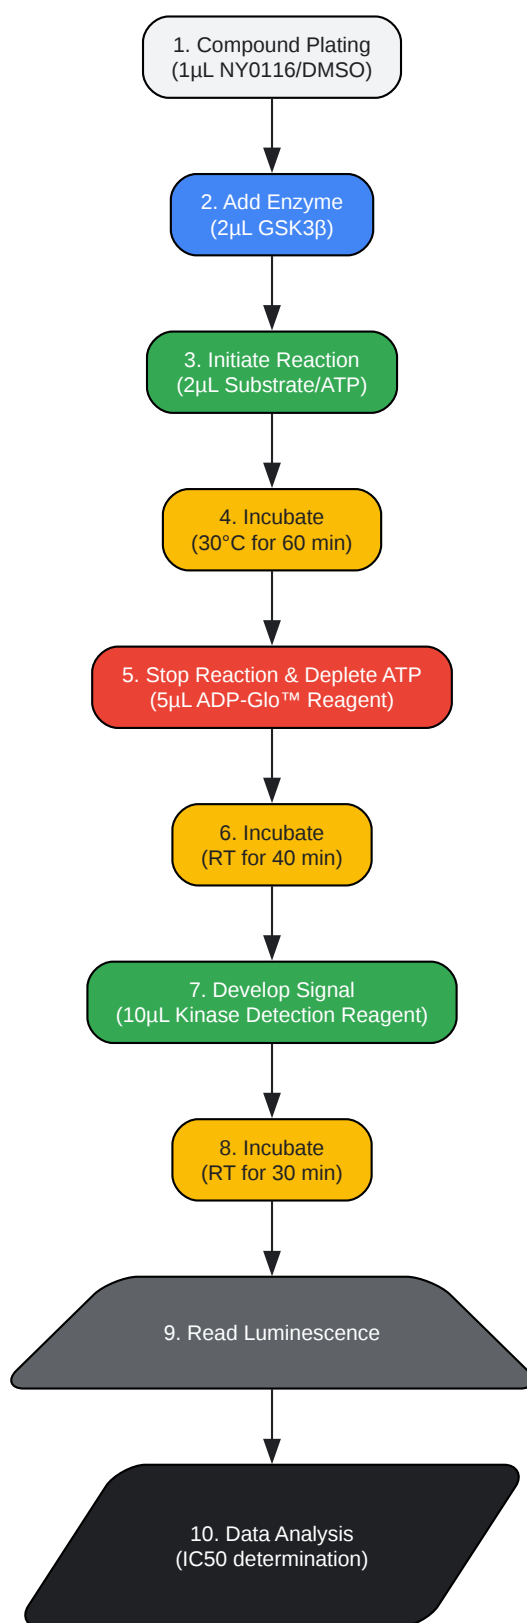 1. Compound Plating
(1µL NY0116/DMSO)
2. Add Enzyme
(2µL GSK3β)
3. Initiate Reaction
(2µL Substrate/ATP)
4. Incubate
(30°C for 60 min)
5. Stop Reaction & Deplete ATP
(5µL ADP-Glo™ Reagent)
6. Incubate
(RT for 40 min)
7. Develop Signal
(10µL Kinase Detection Reagent)
8. Incubate
(RT for 30 min)
9. Read Luminescence
10. Data Analysis
(IC50 determination)